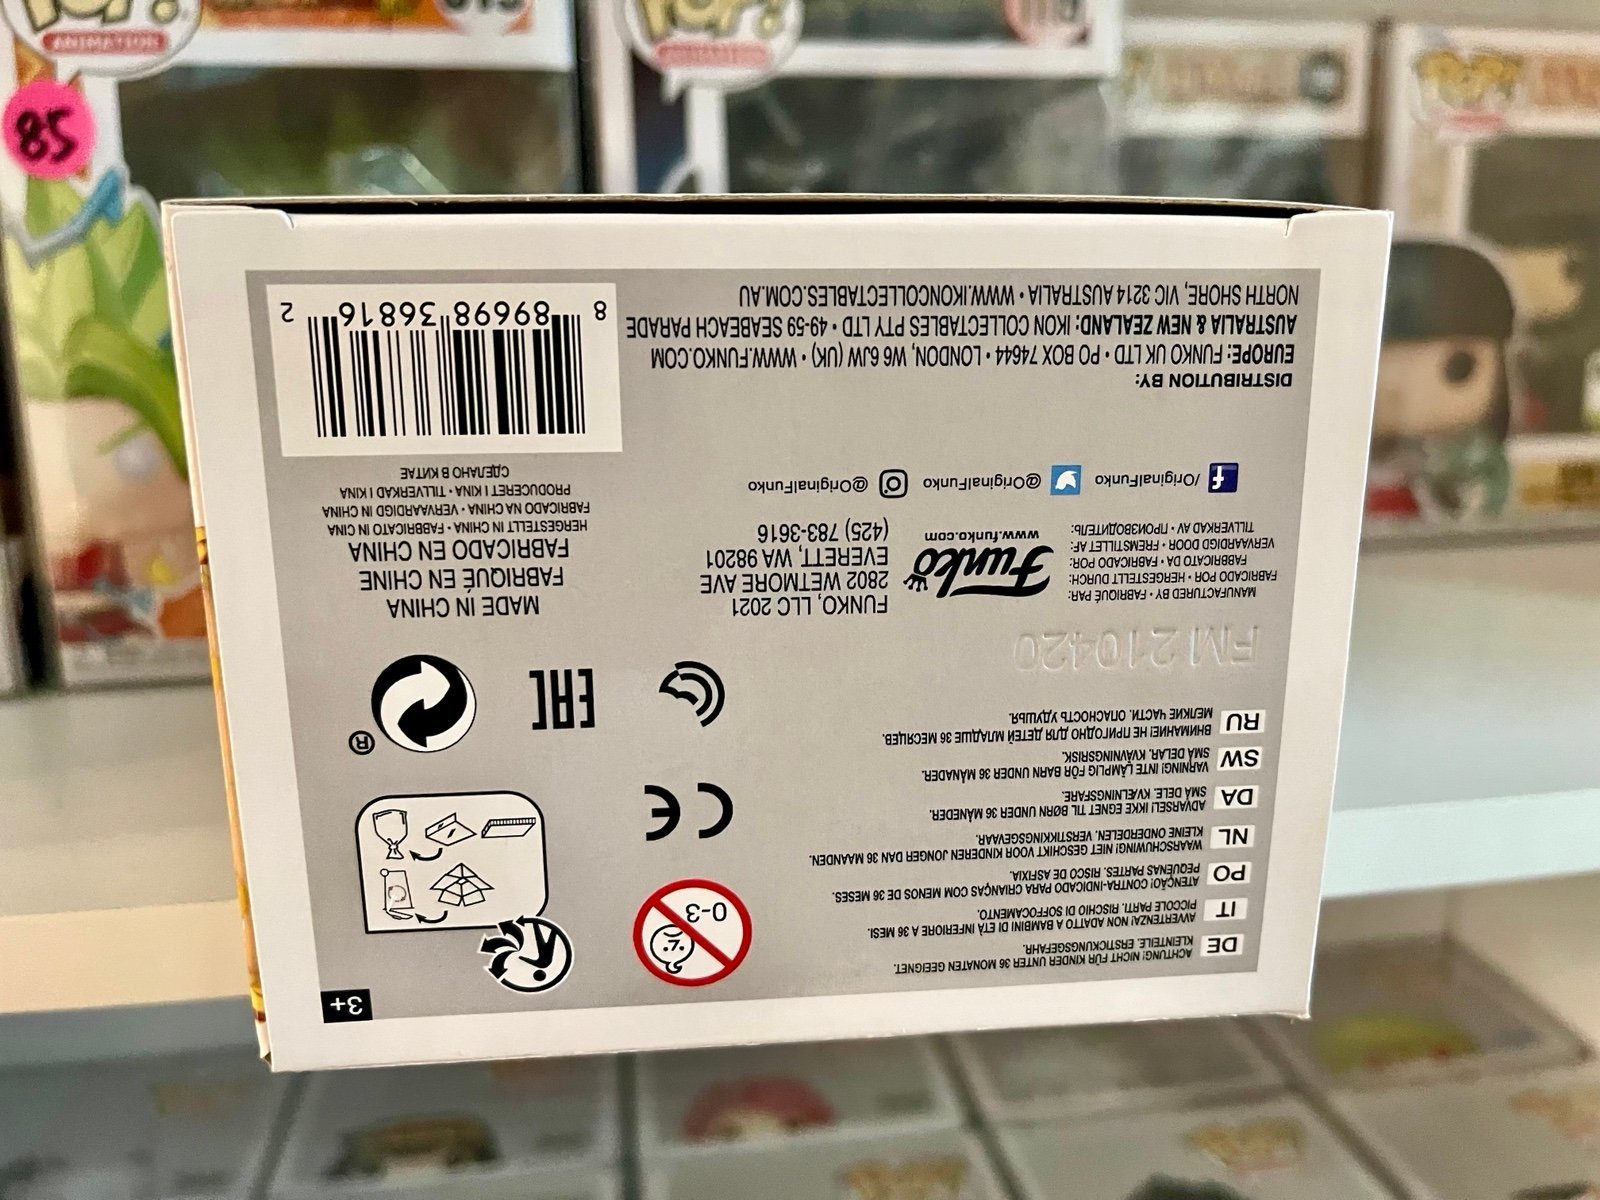 3+
0-3
DE
ACHTUNG! NICHT FÜR KINDER UNTER 36 MONATEN GEEIGNET.
KLEINTEILE. ERSTICKUNGSGEFAHR.
IT
AVVERTENZA! NON ADATTO A BAMBINI DI ETÀ INFERIORE A 36 MESI.
PICCOLE PARTI. RISCHIO DI SOFFOCAMENTO.
PO
ATENÇÃO! CONTRA-INDICADO PARA CRIANÇAS COM MENOS DE 36 MESES.
PEQUENAS PARTES. RISCO DE ASFIXIA.
NL
WAARSCHUWING! NIET GESCHIKT VOOR KINDEREN JONGER DAN 36 MAANDEN.
KLEINE ONDERDELEN. VERSTIKKINGSGEVAAR.
DA
ADVARSEL! IKKE EGNET TIL BØRN UNDER 36 MÅNEDER.
SMÅ DELE. KVÆLNINGSFARE.
SW
VARNING! INTE LÄMPLIG FÖR BARN UNDER 36 MÅNADER.
SMÅ DELAR. KVÄVNINGSRISK.
RU
ВНИМАНИЕ! НЕ ПРИГОДНО ДЛЯ ДЕТЕЙ МЛАДШЕ 36 МЕСЯЦЕВ.
МЕЛКИЕ ЧАСТИ. ОПАСНОСТЬ УДУШЬЯ.
CE
EAC
®
FM 210420
MANUFACTURED BY • FABRIQUÉ PAR:
FABRICADO POR • HERGESTELLT DURCH:
FABBRICATO DA • FABRICADO POR:
VERVAARDIGD DOOR • FREMSTILLET AF:
TILLVERKAD AV • ПРОИЗВОДИТЕЛЬ:
Funko
www.funko.com
FUNKO, LLC 2021
2802 WETMORE AVE
EVERETT, WA 98201
(425) 783-3616
MADE IN CHINA
FABRIQUÉ EN CHINE
FABRICADO EN CHINA
HERGESTELLT IN CHINA • FABBRICATO IN CINA
FABRICADO NA CHINA • VERVAARDIGD IN CHINA
PRODUCERET I KINA • TILLVERKAD I KINA
СДЕЛАНО В КИТАЕ
/OriginalFunko
@OriginalFunko
@OriginalFunko
DISTRIBUTION BY:
EUROPE: FUNKO UK LTD • PO BOX 74644 • LONDON, W6 6JW (UK) • WWW.FUNKO.COM
AUSTRALIA & NEW ZEALAND: IKON COLLECTABLES PTY LTD • 49-59 SEABEACH PARADE
NORTH SHORE, VIC 3214 AUSTRALIA • WWW.IKONCOLLECTABLES.COM.AU
8 89698 36816 2
85
POP!
ANIMATION
POP!
ANIMATION
POP!